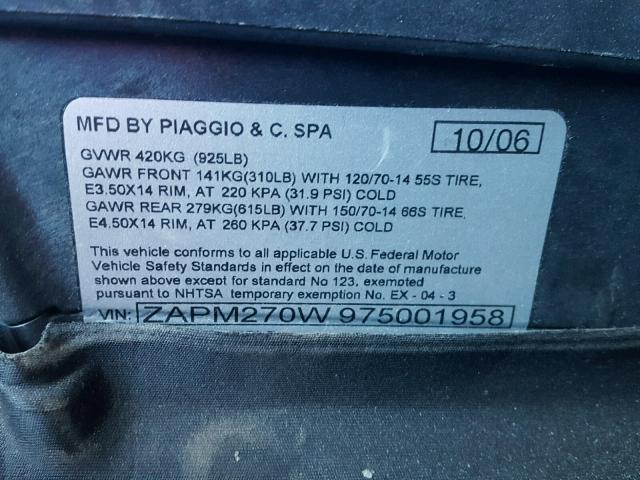 MFD BY PIAGGIO & C. SPA 10/06
GVWR 420KG (925LB)
GAWR FRONT 141KG(310LB) WITH 120/70-14 55S TIRE,
E3.50X14 RIM, AT 220 KPA (31.9 PSI) COLD
GAWR REAR 279KG(615LB) WITH 150/70-14 66S TIRE,
E4.50X14 RIM, AT 260 KPA (37.7 PSI) COLD
This vehicle conforms to all applicable U.S. Federal Motor
Vehicle Safety Standards in effect on the date of manufacture
shown above except for standard No 123, exempted
pursuant to NHTSA temporary exemption No. EX - 04 - 3
VIN: ZAPM270W 975001958